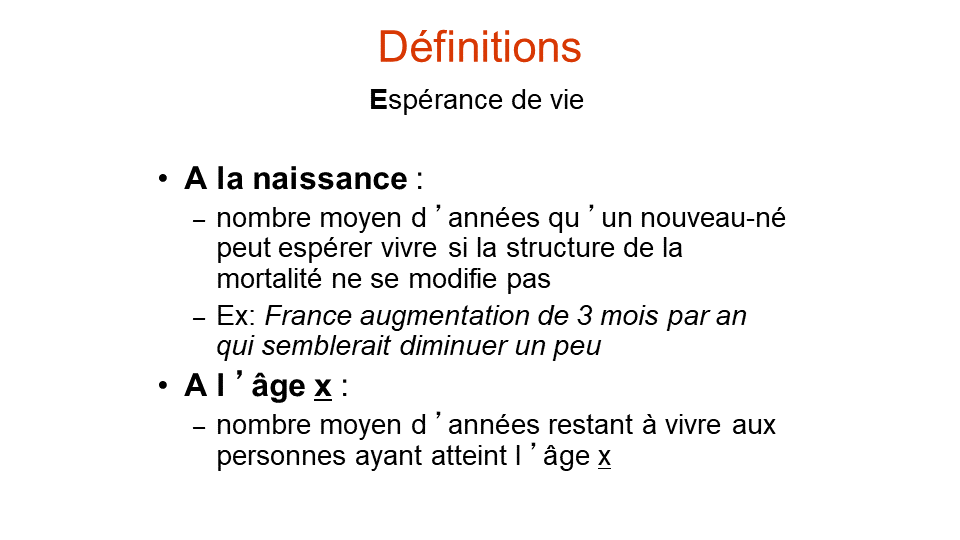 Définitions
Espérance de vie
• A la naissance :
– nombre moyen d ’ années qu ’ un nouveau-né
peut espérer vivre si la structure de la
mortalité ne se modifie pas
– Ex: France augmentation de 3 mois par an
qui semblerait diminuer un peu
• A l ’ âge x :
– nombre moyen d ’ années restant à vivre aux
personnes ayant atteint l ’ âge x